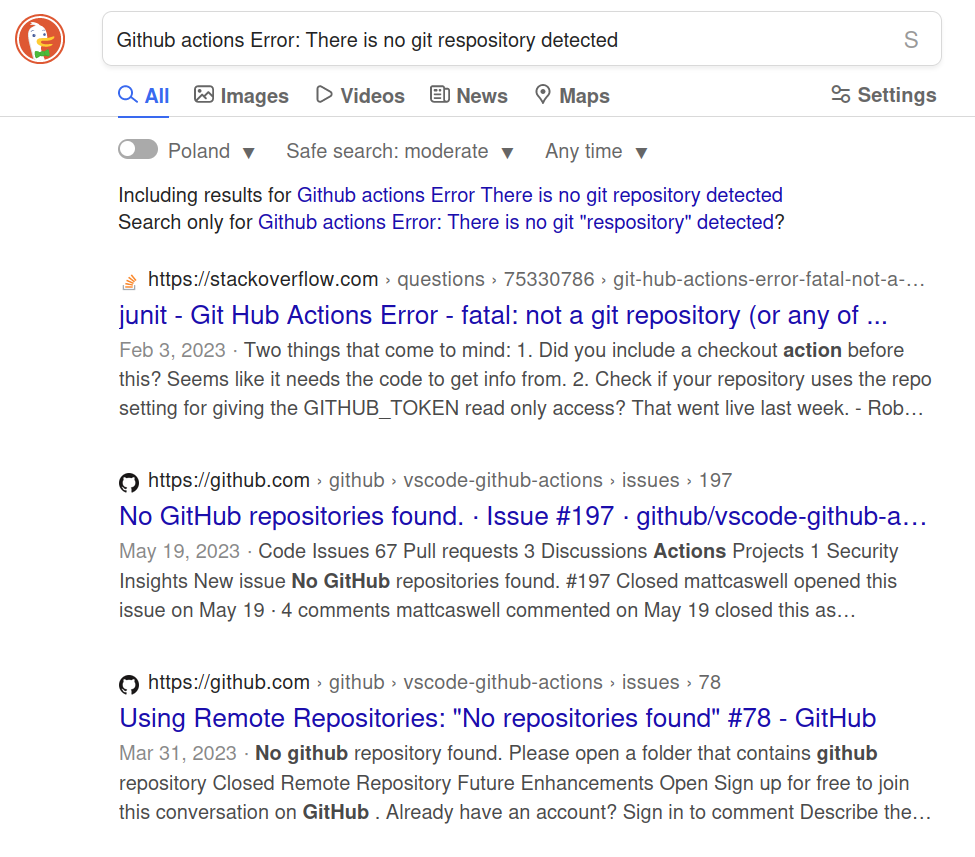 Github actions Error: There is no git respository detected
S
All Images Videos News Maps Settings
Poland ▼ Safe search: moderate ▼ Any time ▼
Including results for Github actions Error There is no git repository detected
Search only for Github actions Error: There is no git "respository" detected?
https://stackoverflow.com › questions › 75330786 › git-hub-actions-error-fatal-not-a-…
junit - Git Hub Actions Error - fatal: not a git repository (or any of ...
Feb 3, 2023 · Two things that come to mind: 1. Did you include a checkout action before
this? Seems like it needs the code to get info from. 2. Check if your repository uses the repo
setting for giving the GITHUB_TOKEN read only access? That went live last week. - Rob…
https://github.com › github › vscode-github-actions › issues › 197
No GitHub repositories found. · Issue #197 · github/vscode-github-a…
May 19, 2023 · Code Issues 67 Pull requests 3 Discussions Actions Projects 1 Security
Insights New issue No GitHub repositories found. #197 Closed mattcaswell opened this
issue on May 19 · 4 comments mattcaswell commented on May 19 closed this as…
https://github.com › github › vscode-github-actions › issues › 78
Using Remote Repositories: "No repositories found" #78 - GitHub
Mar 31, 2023 · No github repository found. Please open a folder that contains github
repository Closed Remote Repository Future Enhancements Open Sign up for free to join
this conversation on GitHub . Already have an account? Sign in to comment Describe the…